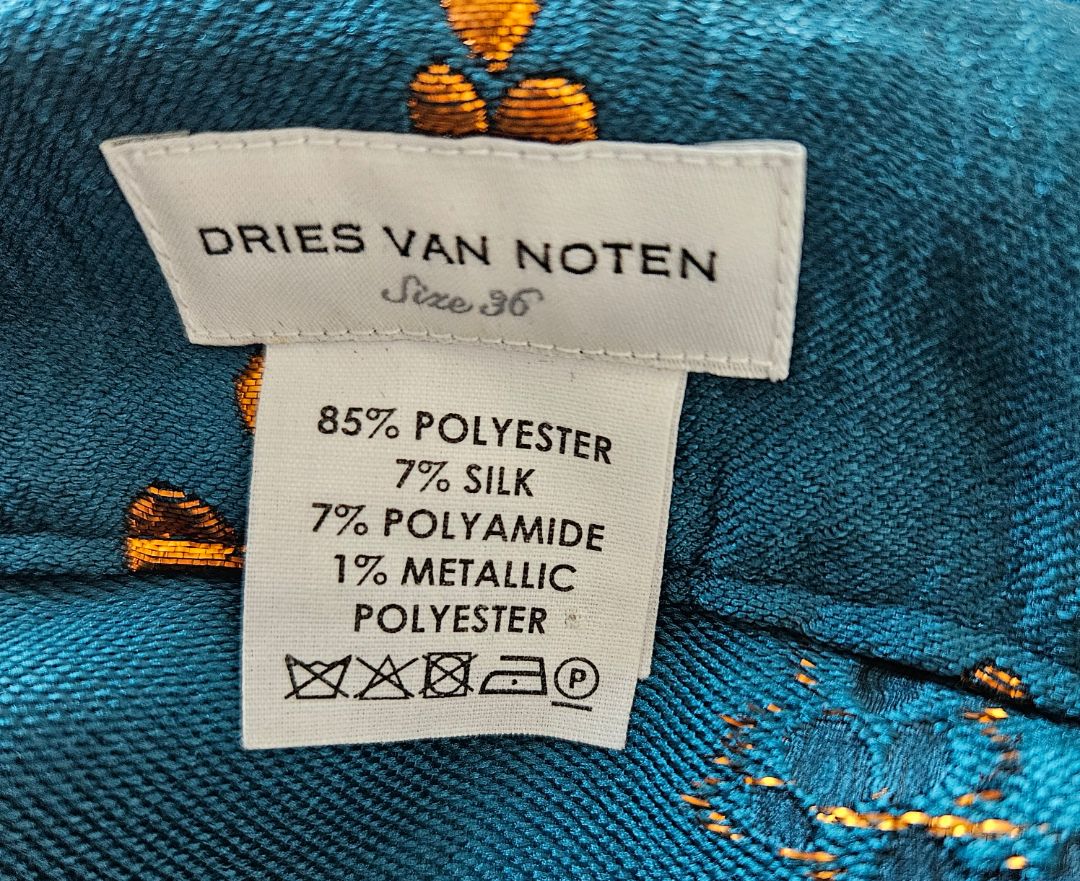 DRIES VAN NOTEN
Size 36
85% POLYESTER
7% SILK
7% POLYAMIDE
1% METALLIC
POLYESTER
P